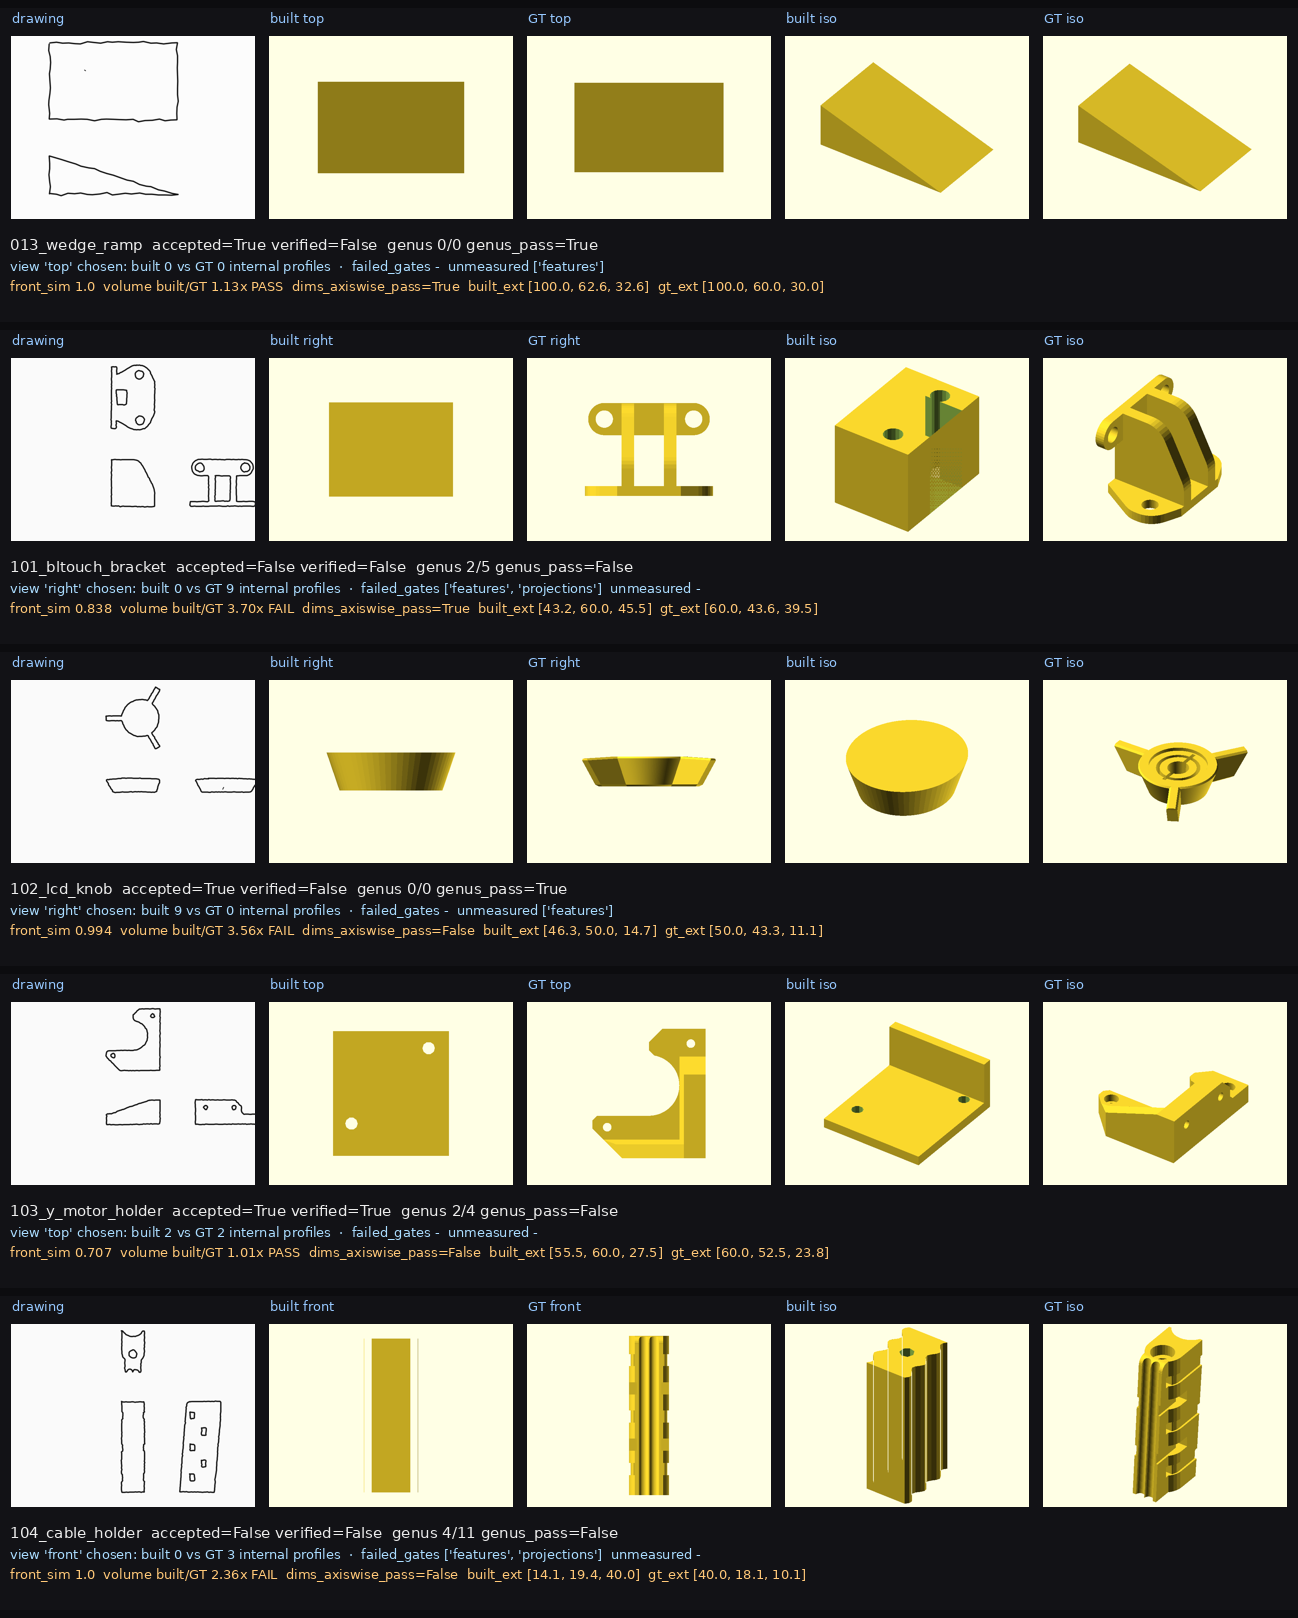 drawing built top GT top built iso GT iso
013_wedge_ramp accepted=True verified=False genus 0/0 genus_pass=True
view 'top' chosen: built 0 vs GT 0 internal profiles · failed_gates - unmeasured ['features']
front_sim 1.0 volume built/GT 1.13x PASS dims_axiswise_pass=True built_ext [100.0, 62.6, 32.6] gt_ext [100.0, 60.0, 30.0]
drawing built right GT right built iso GT iso
101_bltouch_bracket accepted=False verified=False genus 2/5 genus_pass=False
view 'right' chosen: built 0 vs GT 9 internal profiles · failed_gates ['features', 'projections'] unmeasured -
front_sim 0.838 volume built/GT 3.70x FAIL dims_axiswise_pass=True built_ext [43.2, 60.0, 45.5] gt_ext [60.0, 43.6, 39.5]
drawing built right GT right built iso GT iso
102_lcd_knob accepted=True verified=False genus 0/0 genus_pass=True
view 'right' chosen: built 9 vs GT 0 internal profiles · failed_gates - unmeasured ['features']
front_sim 0.994 volume built/GT 3.56x FAIL dims_axiswise_pass=False built_ext [46.3, 50.0, 14.7] gt_ext [50.0, 43.3, 11.1]
drawing built top GT top built iso GT iso
103_y_motor_holder accepted=True verified=True genus 2/4 genus_pass=False
view 'top' chosen: built 2 vs GT 2 internal profiles · failed_gates - unmeasured -
front_sim 0.707 volume built/GT 1.01x PASS dims_axiswise_pass=False built_ext [55.5, 60.0, 27.5] gt_ext [60.0, 52.5, 23.8]
drawing built front GT front built iso GT iso
104_cable_holder accepted=False verified=False genus 4/11 genus_pass=False
view 'front' chosen: built 0 vs GT 3 internal profiles · failed_gates ['features', 'projections'] unmeasured -
front_sim 1.0 volume built/GT 2.36x FAIL dims_axiswise_pass=False built_ext [14.1, 19.4, 40.0] gt_ext [40.0, 18.1, 10.1]